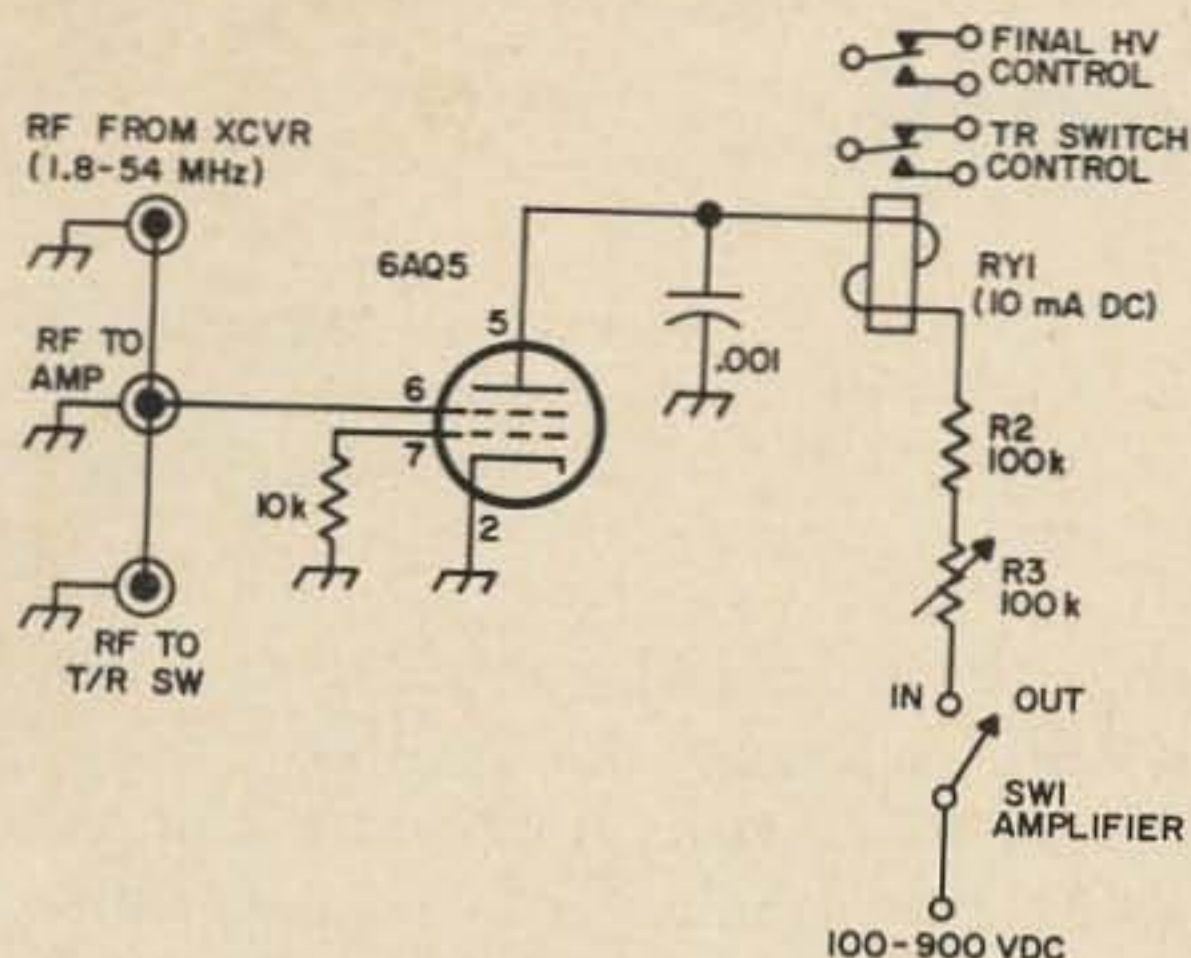 FINAL HV
CONTROL
RF FROM XCVR
(1.8-54 MHz)
TR SWITCH
CONTROL
6AQ5
RY1
(10 mA DC)
5
RF TO
AMP
6
.001
7
R2
100k
10k
2
R3
100k
RF TO
T/R SW
IN
OUT
SW1
AMPLIFIER
100-900 VDC